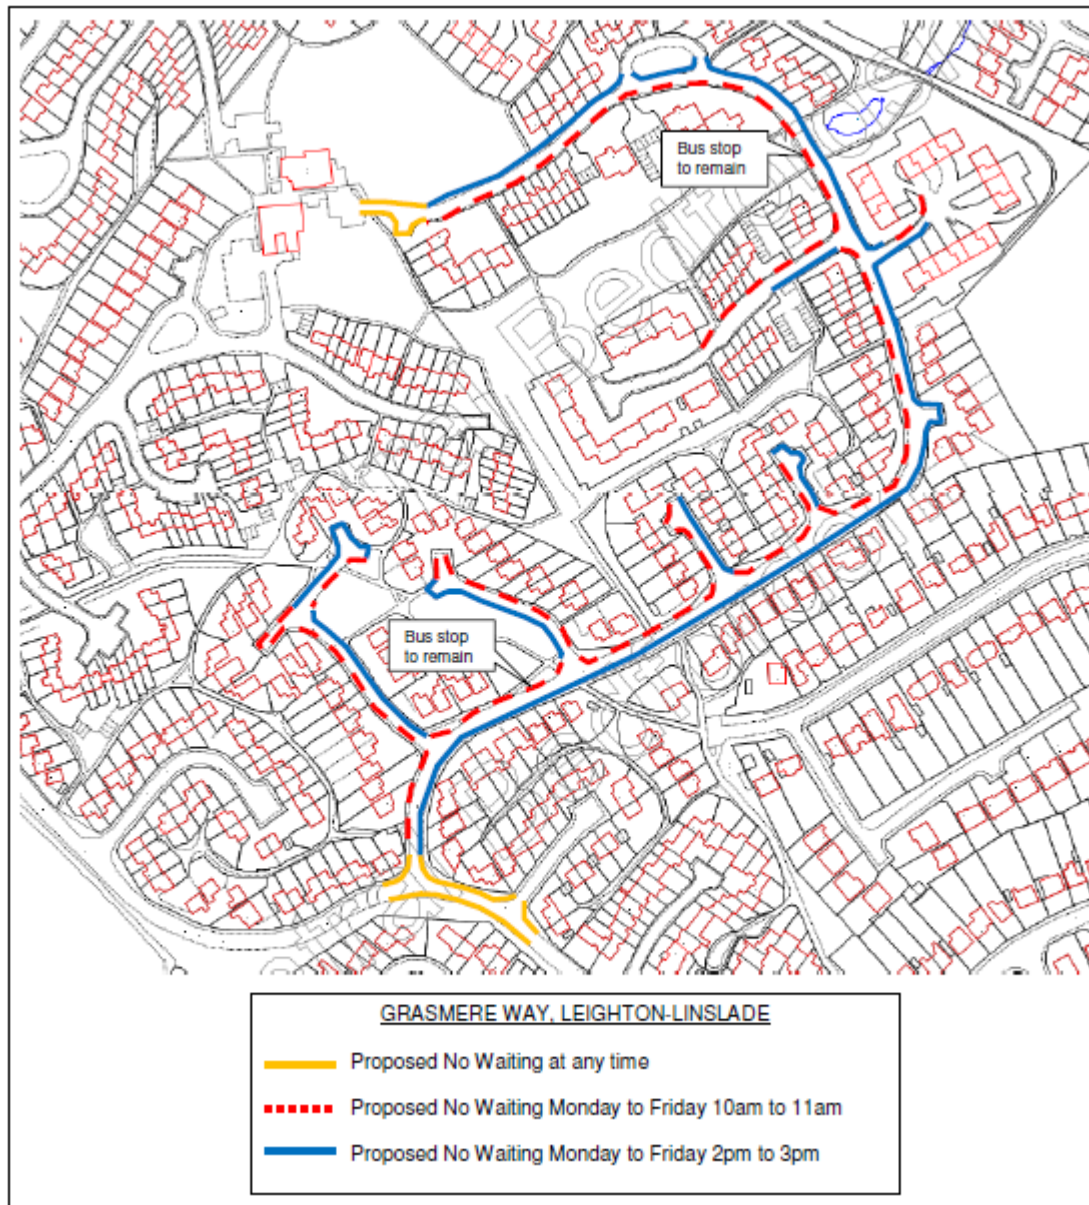 Bus stop
to remain
Bus stop
to remain
GRASMERE WAY, LEIGHTON-LINSLADE
Proposed No Waiting at any time
Proposed No Waiting Monday to Friday 10am to 11am
Proposed No Waiting Monday to Friday 2pm to 3pm